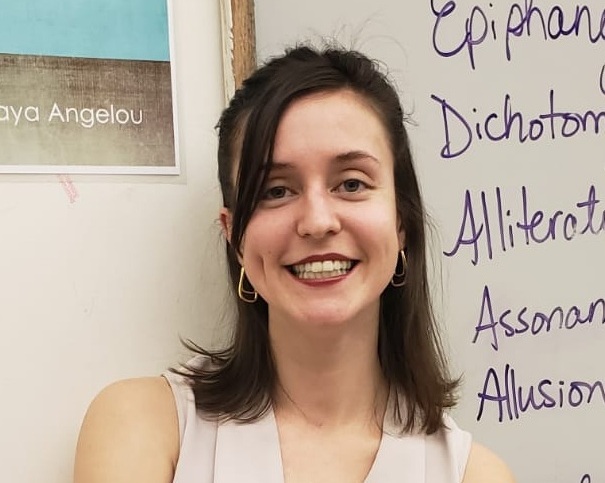 aya Angelou
Epiphan
Dichotom
Alliterat
Assonan
Allusion